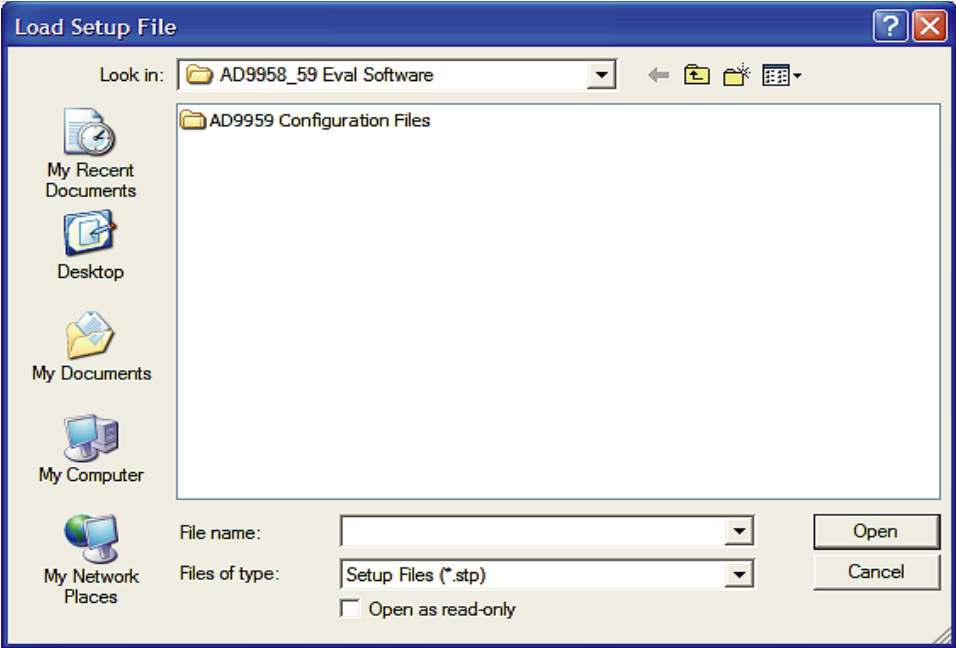 Load Setup File
Look in:
AD9958_59 Eval Software
AD9959 Configuration Files
My Recent
Documents
Desktop
My Documents
My Computer
My Network
Places
File name:
Open
Files of type:
Setup Files (*.stp)
Cancel
Open as read-only